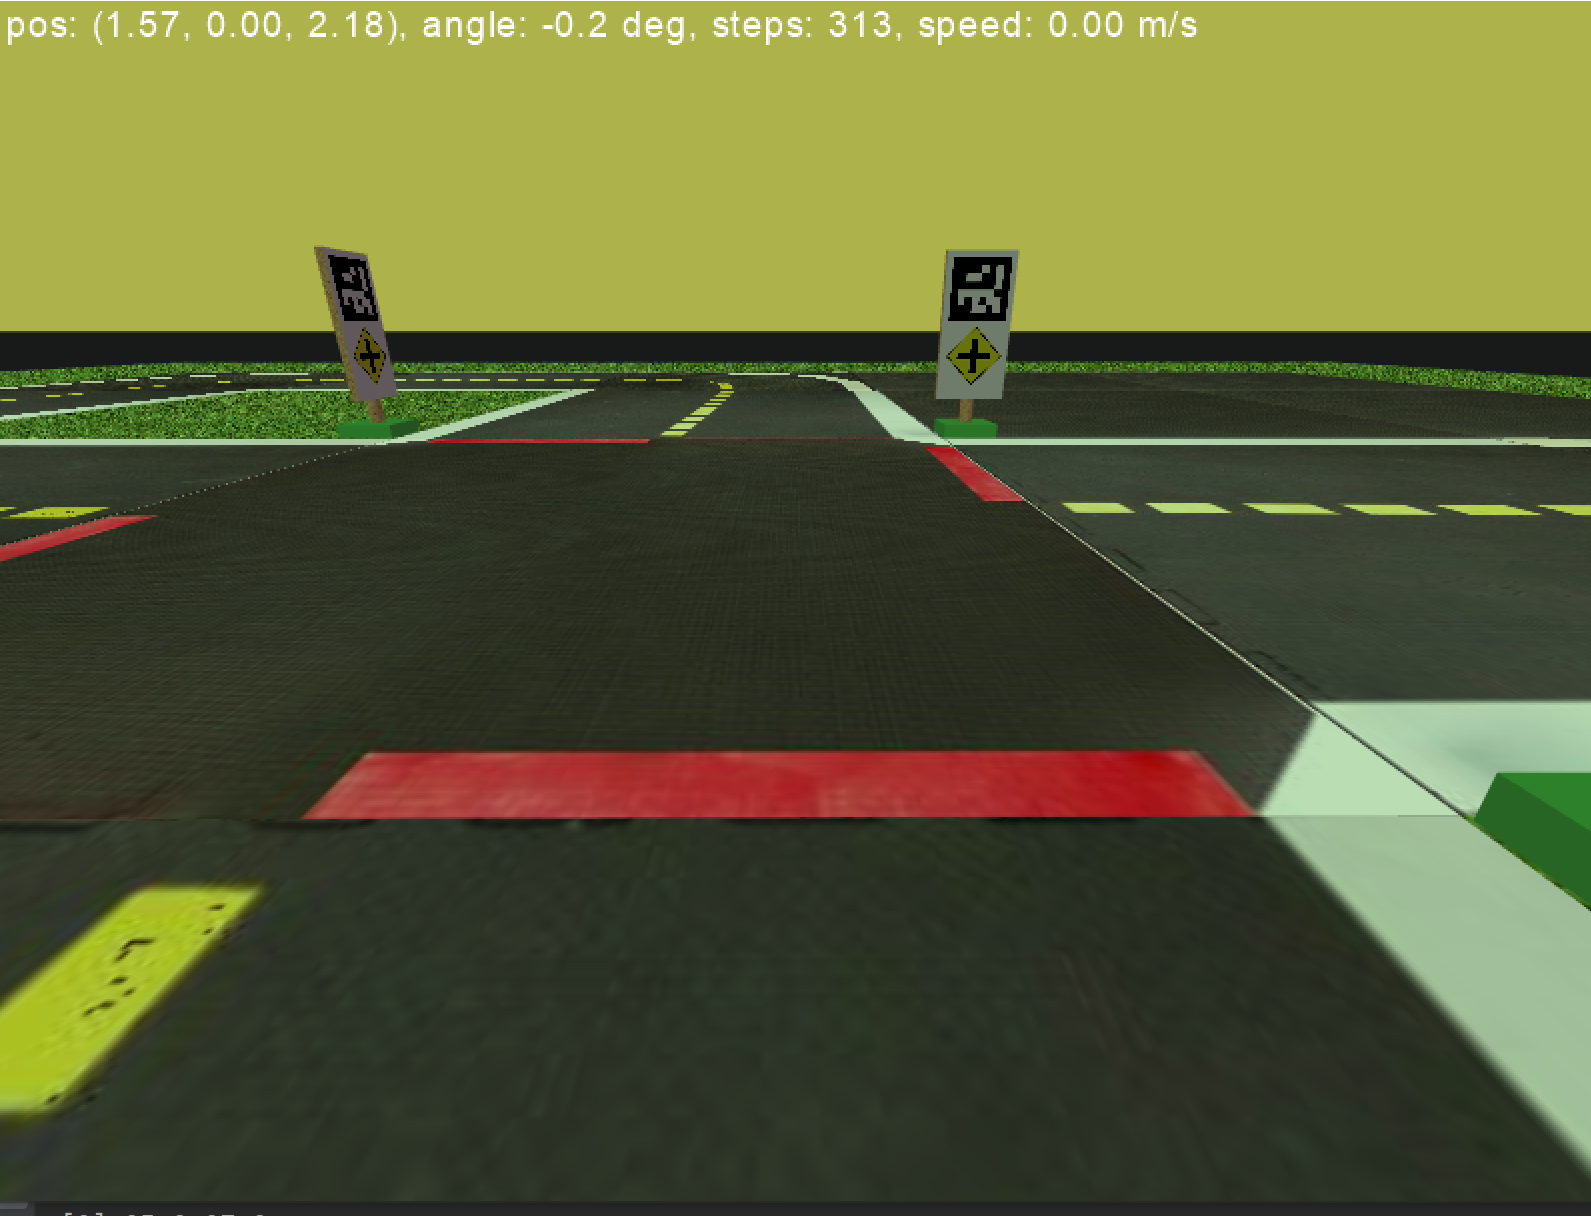 pos: (1.57, 0.00, 2.18), angle: -0.2 deg, steps: 313, speed: 0.00 m/s